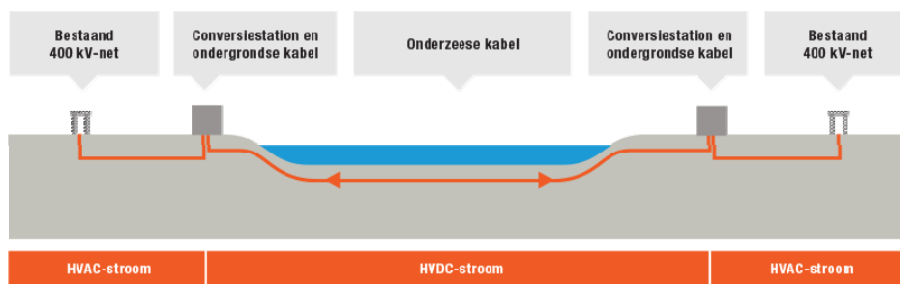 Bestaand
400 kV-net
Conversiestation en
ondergrondse kabel
Onderzeese kabel
Conversiestation en
ondergrondse kabel
Bestaand
400 kV-net
HVAC-stroom
HVDC-stroom
HVAC-stroom